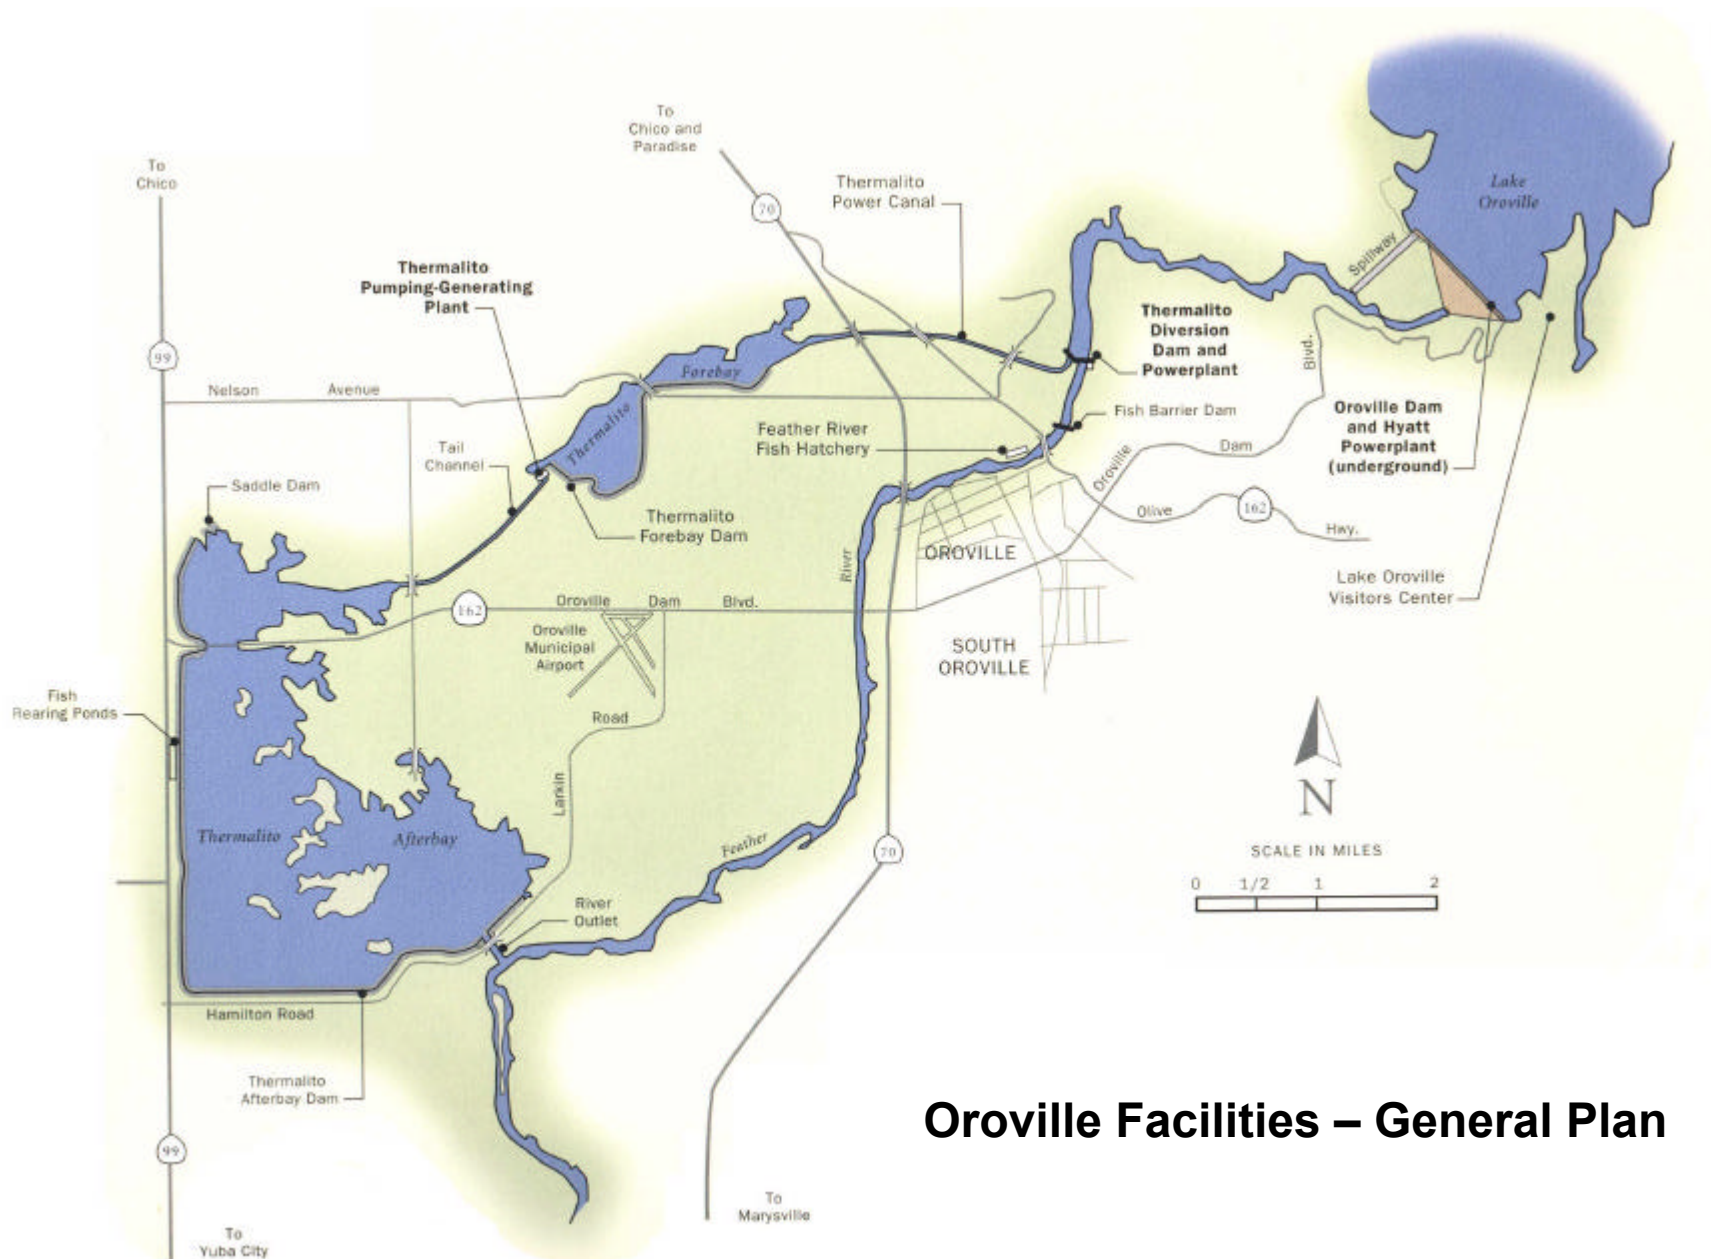 To
Chico and
Paradise
To
Chico
70
Thermalito
Power Canal
Lake
Oroville
Spillway
Thermalito
Pumping-Generating
Plant
99
Thermalito
Diversion
Dam and
Powerplant
Blvd.
Nelson
Avenue
Forebay
Thermalito
Fish Barrier Dam
Oroville Dam
and Hyatt
Powerplant
(underground)
Feather River
Fish Hatchery
Tail
Channel
Oroville
Dam
Saddle Dam
Olive
162
Hwy.
Thermalito
Forebay Dam
River
OROVILLE
Lake Oroville
Visitors Center
162
Oroville
Dam
Blvd.
Oroville
Municipal
Airport
SOUTH
OROVILLE
Fish
Rearing Ponds
Road
Larkin
N
Thermalito
Afterbay
Feather
70
SCALE IN MILES
0
1/2
1
2
River
Outlet
Hamilton Road
Thermalito
Afterbay Dam
Oroville Facilities – General Plan
99
To
Marysville
To
Yuba City